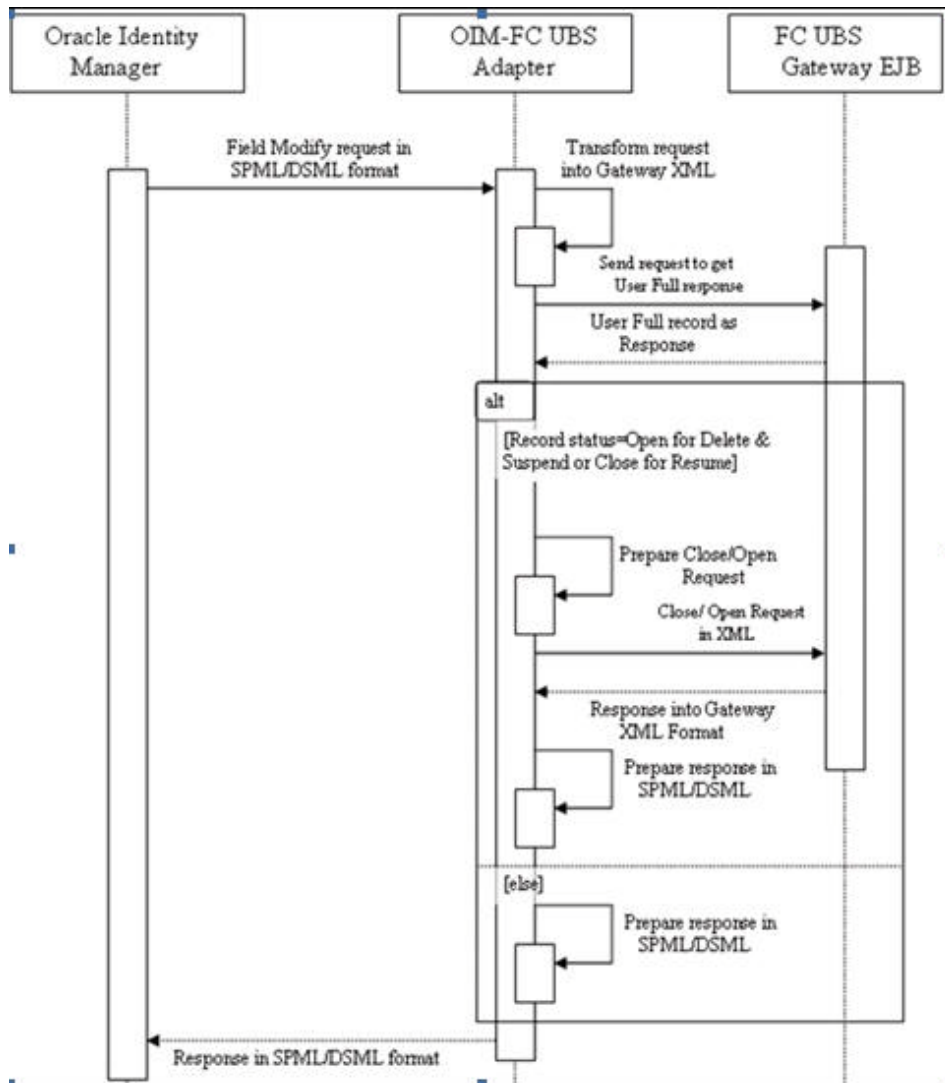 Oracle Identity
Manager
OIM-FC UBS
Adapter
FC UBS
Gateway EJB
Field Modify request in
SPML/DSML format
Transform request
into Gateway XML
Send request to get
User Full response
User Full record as
Response
alt
[Record status=Open for Delete &
Suspend or Close for Resume]
Prepare Close/Open
Request
Close/ Open Request
in XML
Response into Gateway
XML Format
Prepare response in
SPML/DSML
[else]
Prepare response in
SPML/DSML
Response in SPML/DSML format